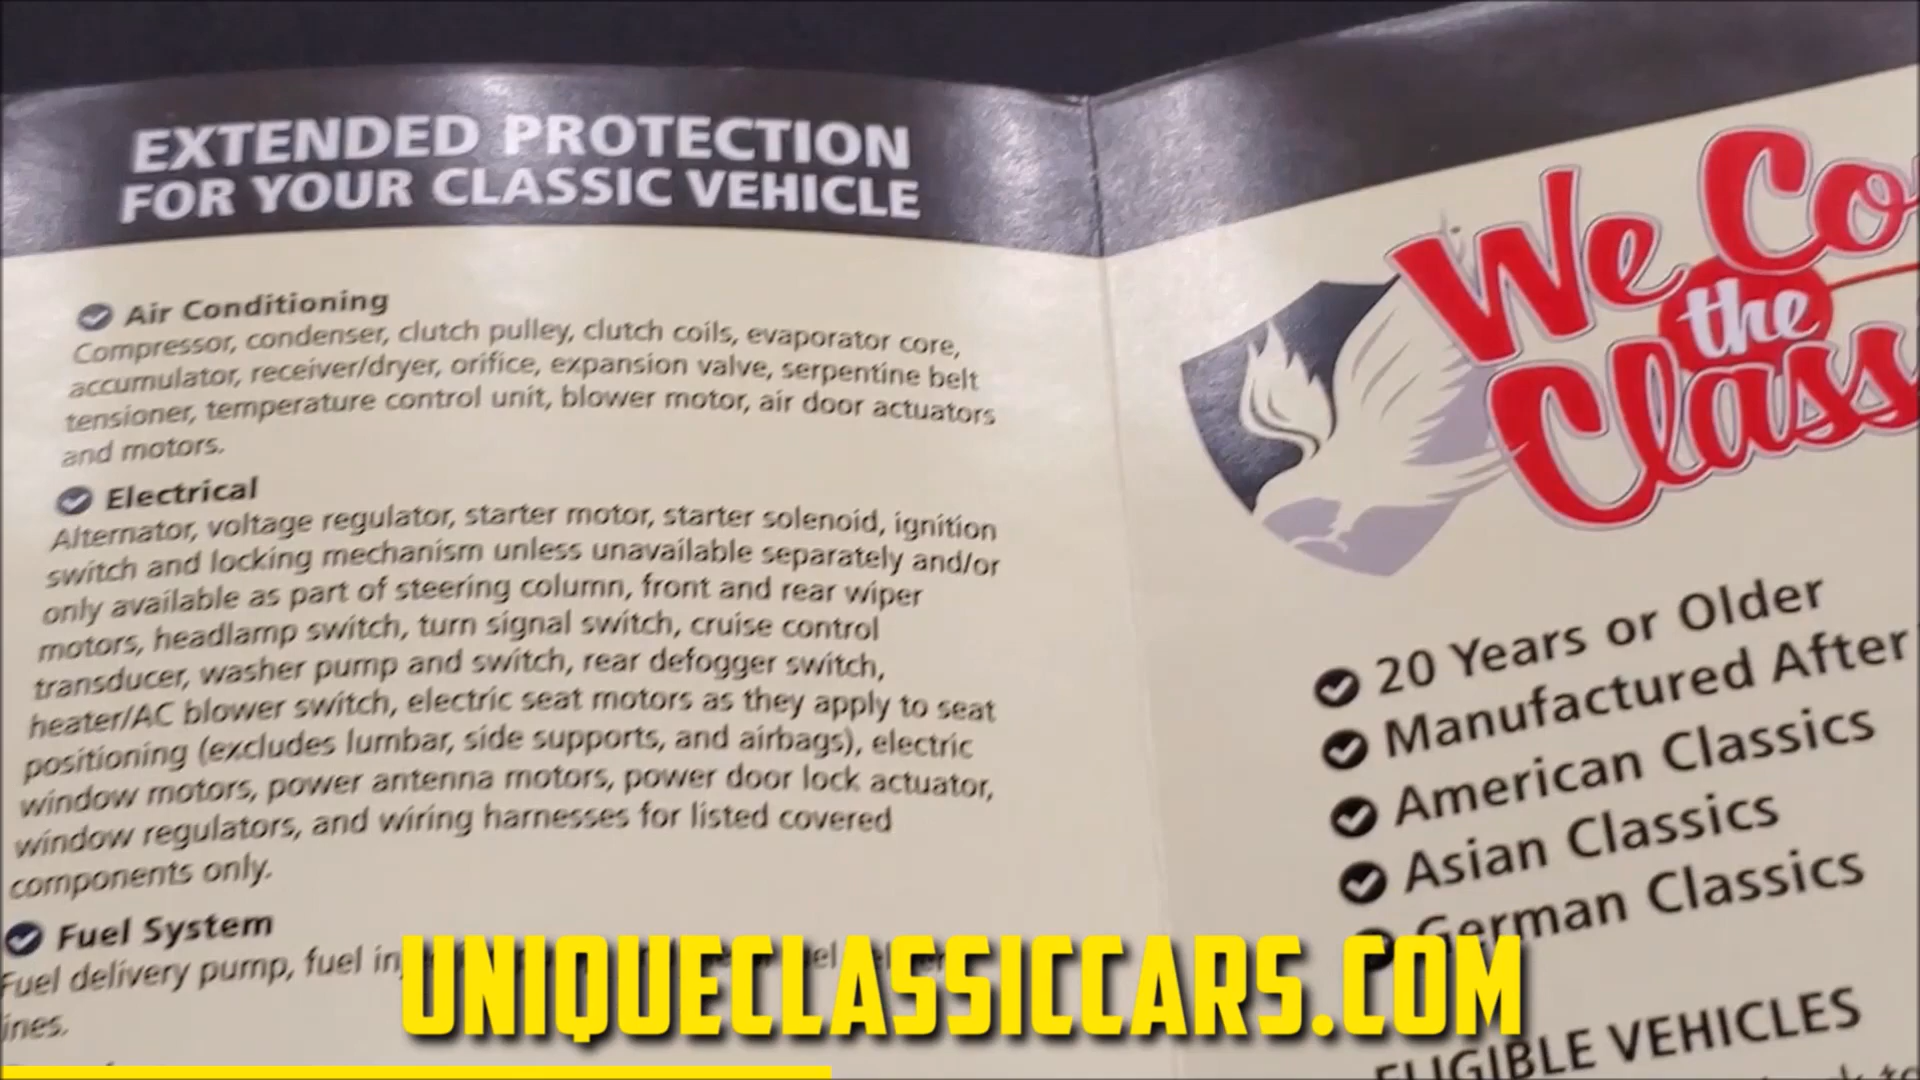 EXTENDED PROTECTION
FOR YOUR CLASSIC VEHICLE
Air Conditioning
Compressor, condenser, clutch pulley, clutch coils, evaporator core,
accumulator, receiver/dryer, orifice, expansion valve, serpentine belt
tensioner, temperature control unit, blower motor, air door actuators
and motors.
Electrical
Alternator, voltage regulator, starter motor, starter solenoid, ignition
switch and locking mechanism unless unavailable separately and/or
only available as part of steering column, front and rear wiper
motors, headlamp switch, turn signal switch, cruise control
transducer, washer pump and switch, rear defogger switch,
heater/AC blower switch, electric seat motors as they apply to seat
positioning (excludes lumbar, side supports, and airbags), electric
window motors, power antenna motors, power door lock actuator,
window regulators, and wiring harnesses for listed covered
components only.
Fuel System
Fuel delivery pump, fuel
ines.
We Co
the
Class
20 Years or Older
Manufactured After
American Classics
Asian Classics
German Classics
ELIGIBLE VEHICLES
UNIQUECLASSICCARS.COM